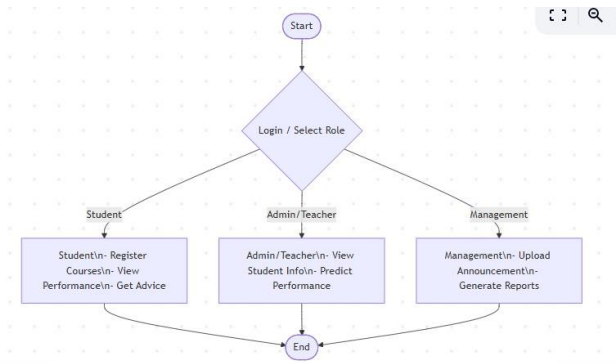 Start
Login / Select Role
Student
Admin/Teacher
Management
Student\n- Register
Courses\n- View
Performance\n- Get Advice
Admin/Teacher\n- View
Student Info\n- Predict
Performance
Management\n- Upload
Announcement\n-
Generate Reports
End